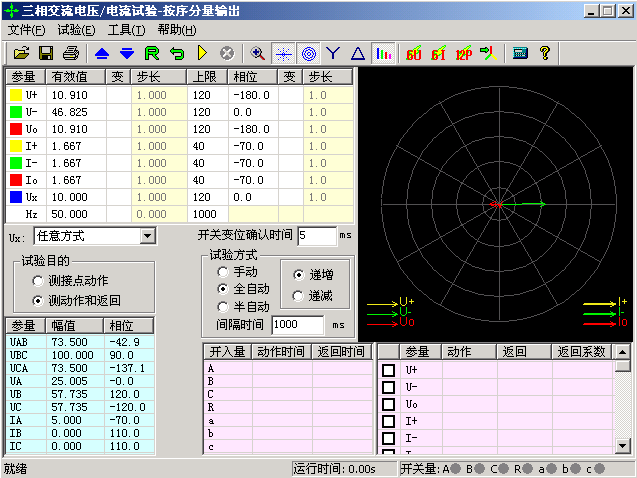 三相交流电压/电流试验-按序分量输出
文件(F) 试验(E) 工具(T) 帮助(H)
R 6U 6I 12P ?
参量 有效值 变 步长 上限 相位 变 步长
U+ 10.910 1.000 120 -180.0 1.0
U- 46.825 1.000 120 0.0 1.0
Uo 10.910 1.000 120 -180.0 1.0
I+ 1.667 1.000 40 -70.0 1.0
I- 1.667 1.000 40 -70.0 1.0
Io 1.667 1.000 40 -70.0 1.0
Ux 10.000 1.000 120 0.0 1.0
Hz 50.000 0.000 1000
Ux: 任意方式
开关变位确认时间 5 ms
试验目的
测接点动作
测动作和返回
试验方式
手动
全自动
半自动
递增
递减
间隔时间 1000 ms
U+ I+
U- I-
Uo Io
参量 幅值 相位
UAB 73.500 -42.9
UBC 100.000 90.0
UCA 73.500 -137.1
UA 25.005 -0.0
UB 57.735 120.0
UC 57.735 -120.0
IA 5.000 -70.0
IB 0.000 110.0
IC 0.000 110.0
开入量 动作时间 返回时间
A
B
C
R
a
b
c
参量 动作 返回 返回系数
U+
U-
Uo
I+
I-
Io
就绪 运行时间: 0.00s 开关量: A B C R a b c